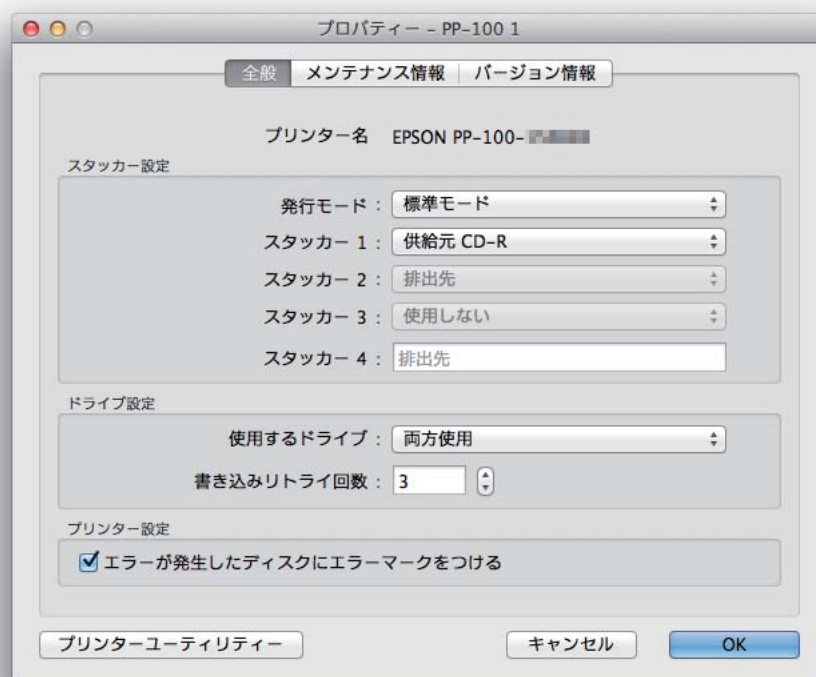 プロパティー – PP-100 1
全般 メンテナンス情報 バージョン情報
プリンター名 EPSON PP-100-
スタッカー設定
発行モード : 標準モード
スタッカー 1 : 供給元 CD-R
スタッカー 2 : 排出先
スタッカー 3 : 使用しない
スタッカー 4 : 排出先
ドライブ設定
使用するドライブ : 両方使用
書き込みリトライ回数 : 3
プリンター設定
エラーが発生したディスクにエラーマークをつける
プリンターユーティリティー キャンセル OK